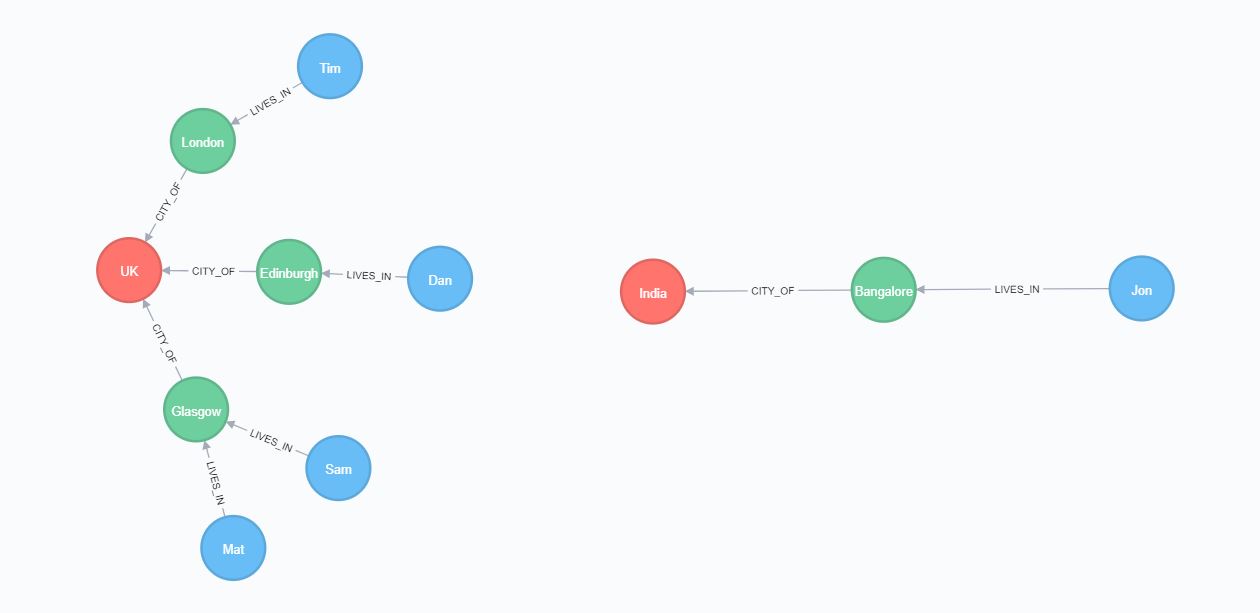 Tim
LIVES_IN
London
CITY_OF
UK
CITY_OF
Edinburgh
LIVES_IN
Dan
CITY_OF
Glasgow
LIVES_IN
Sam
LIVES_IN
Mat
India
CITY_OF
Bangalore
LIVES_IN
Jon